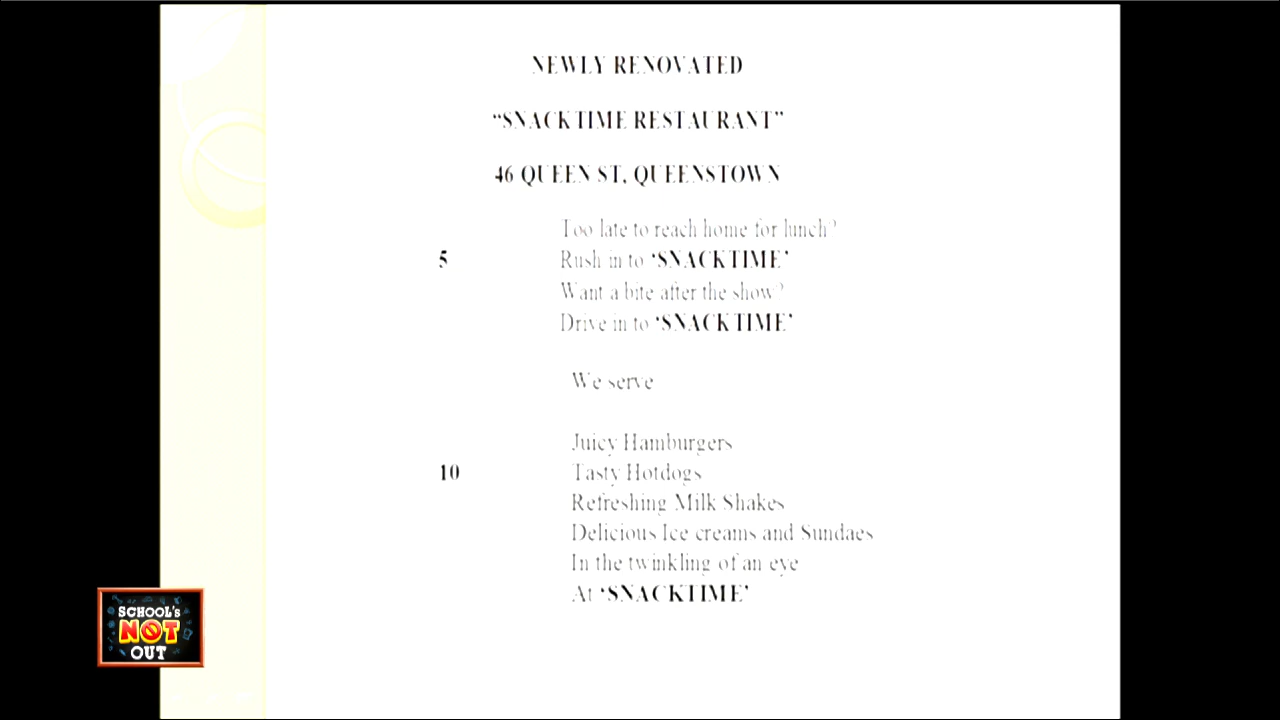 NEWLY RENOVATED
“SNACKTIME RESTAURANT”
46 QUEEN ST, QUEENSTOWN
Too late to reach home for lunch?
5 Rush in to ‘SNACKTIME’
Want a bite after the show?
Drive in to ‘SNACKTIME’
We serve
Juicy Hamburgers
10 Tasty Hotdogs
Refreshing Milk Shakes
Delicious Ice creams and Sundaes
In the twinkling of an eye
At ‘SNACKTIME’
SCHOOL's
NOT
OUT